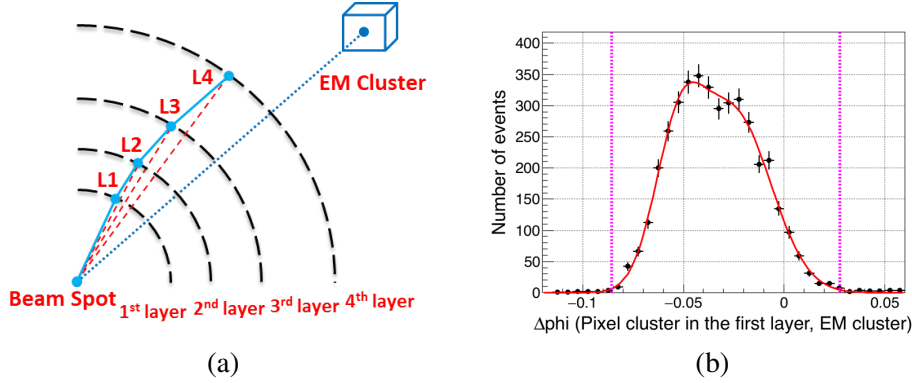 L4
EM Cluster
L3
L2
L1
Beam Spot
1st layer 2nd layer 3rd layer 4th layer
(a)
Number of events
400
350
300
250
200
150
100
50
0
−0.1 −0.05 0 0.05
Δphi (Pixel cluster in the first layer, EM cluster)
(b)